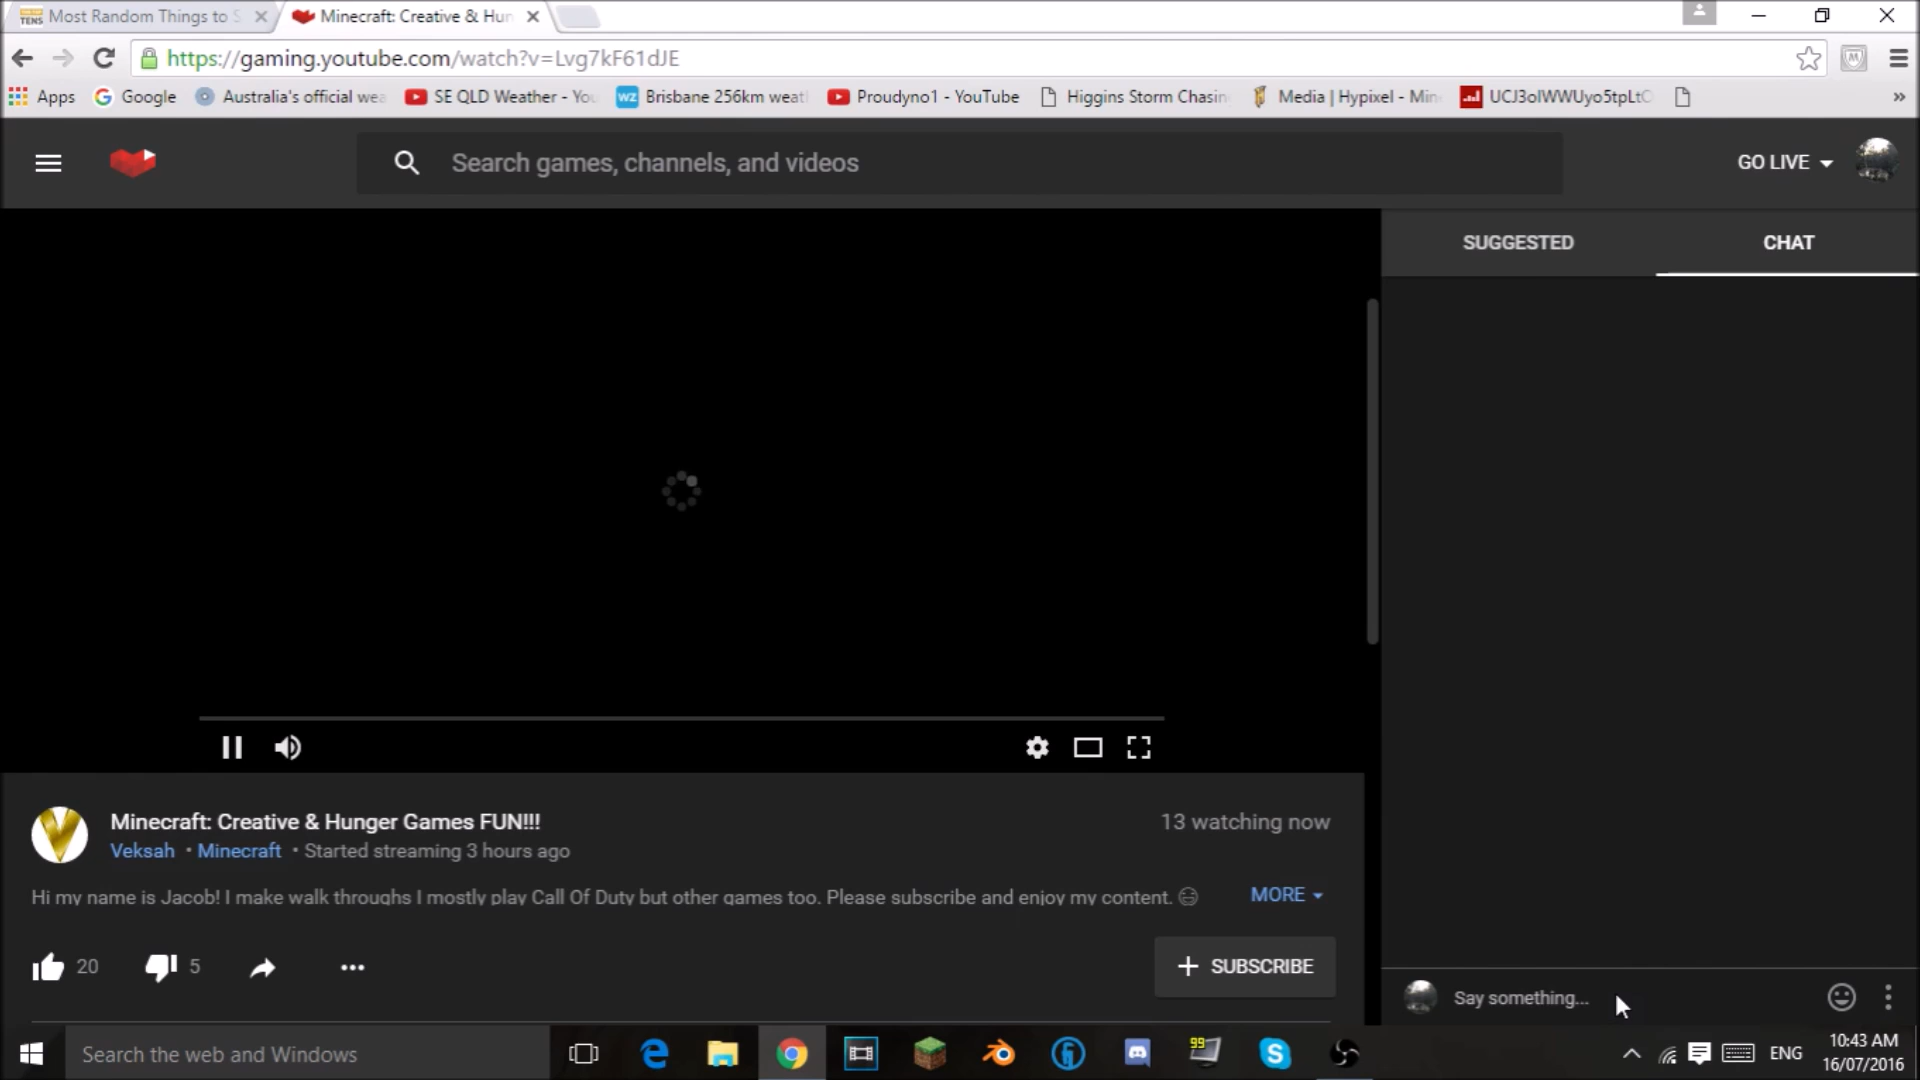 Most Random Things to S
Minecraft: Creative & Hun
https://gaming.youtube.com/watch?v=Lvg7kF61dJE
Apps
Google
Australia's official wea
SE QLD Weather - You
Brisbane 256km weat
Proudyno1 - YouTube
Higgins Storm Chasin
Media | Hypixel - Min
UCJ3olWWUyo5tpLtC
»
Search games, channels, and videos
GO LIVE
SUGGESTED
CHAT
Minecraft: Creative & Hunger Games FUN!!!
13 watching now
Veksah • Minecraft • Started streaming 3 hours ago
Hi my name is Jacob! I make walk throughs I mostly play Call Of Duty but other games too. Please subscribe and enjoy my content. 😄
MORE
20
5
+ SUBSCRIBE
Say something...
Search the web and Windows
99
ENG
10:43 AM
16/07/2016